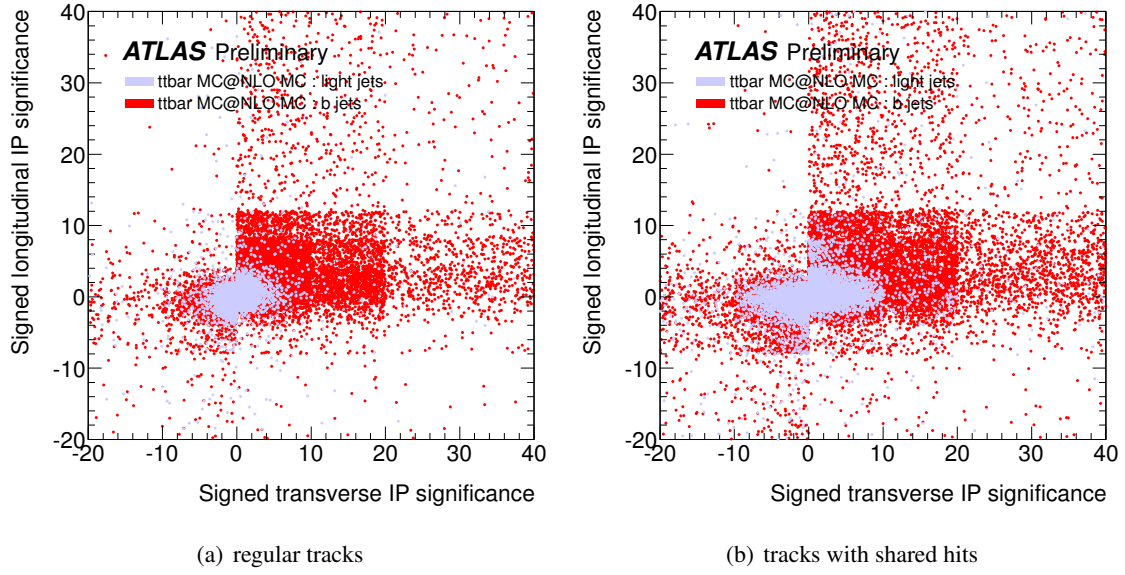 ATLAS Preliminary
ttbar MC@NLO MC : light jets
ttbar MC@NLO MC : b jets
Signed longitudinal IP significance
40
30
20
10
0
-10
-20
-20 -10 0 10 20 30 40
Signed transverse IP significance
(a) regular tracks
ATLAS Preliminary
ttbar MC@NLO MC : light jets
ttbar MC@NLO MC : b jets
Signed longitudinal IP significance
40
30
20
10
0
-10
-20
-20 -10 0 10 20 30 40
Signed transverse IP significance
(b) tracks with shared hits